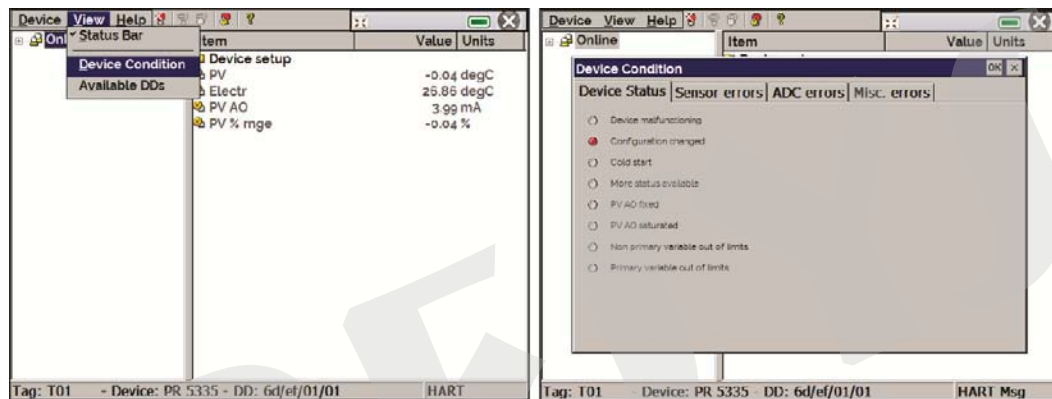 Device View Help
Onl
Status Bar
Device Condition
Available DDs
tem Value Units
Device setup
PV -0.04 degC
Electr 26.86 degC
PV AO 3.99 mA
PV % rnge -0.04 %
Tag: T01 - Device: PR 5335 - DD: 6d/ef/01/01 HART
Device View Help
Online
Item Value Units
Device Condition OK
Device Status Sensor errors ADC errors Misc. errors
Device malfunctioning
Configuration changed
Cold start
More status available
PV AO fixed
PV AO saturated
Non primary variable out of limits
Primary variable out of limits
Tag: T01 - Device: PR 5335 - DD: 6d/ef/01/01 HART Msg